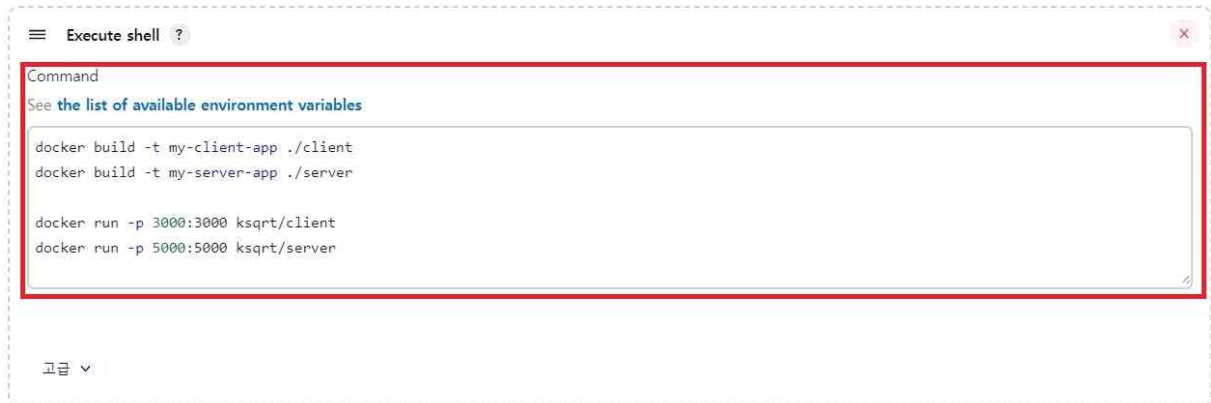 Execute shell ?
Command
See the list of available environment variables
docker build -t my-client-app ./client
docker build -t my-server-app ./server
docker run -p 3000:3000 ksqrt/client
docker run -p 5000:5000 ksqrt/server
고급